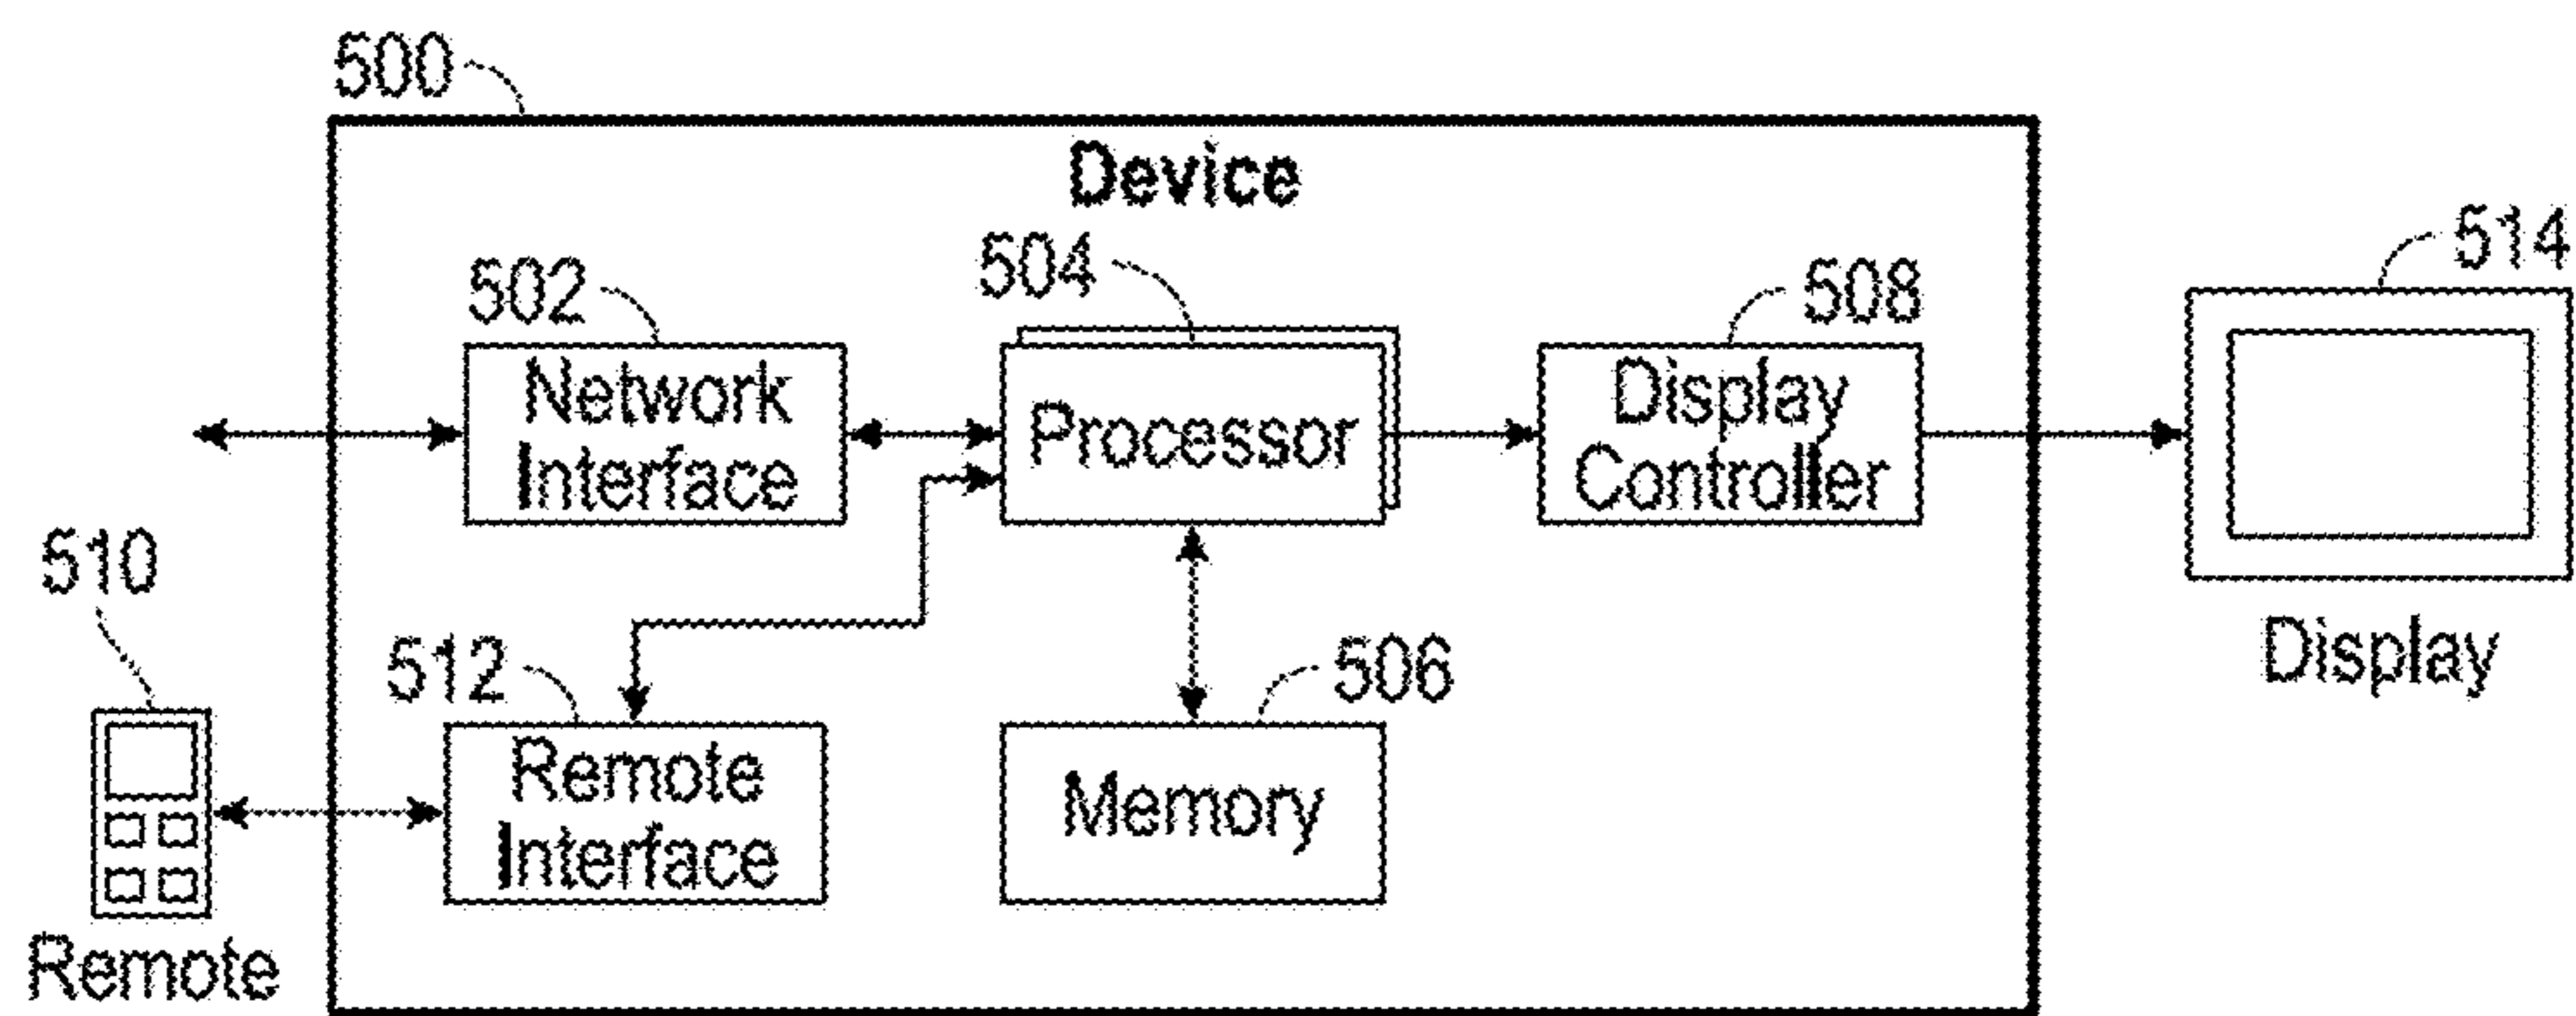 500
Device
502
504
508
514
Network
Interface
Processor
Display
Controller
510
512
506
Display
Remote
Interface
Memory
Remote